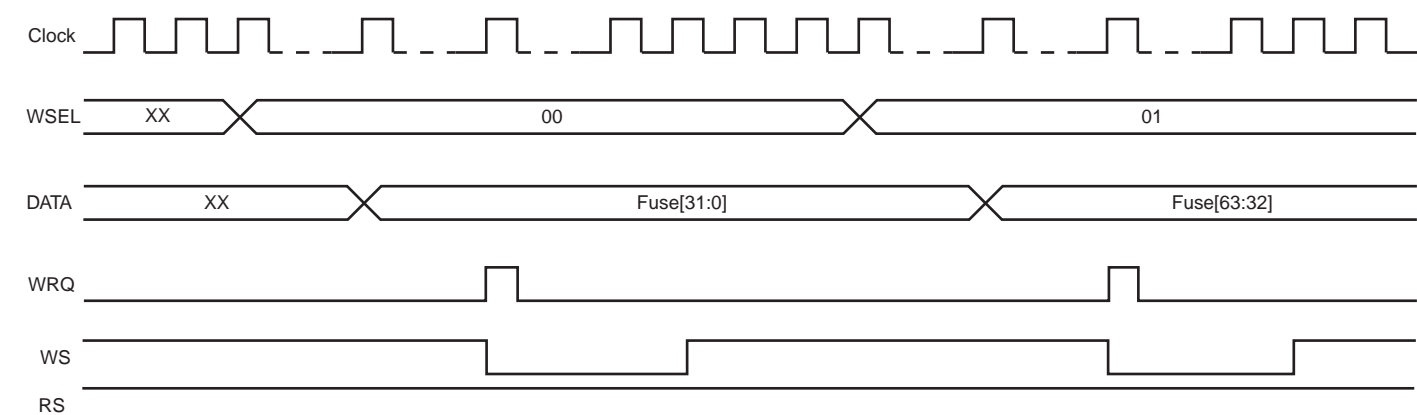 Clock
WSEL XX 00 01
DATA XX Fuse[31:0] Fuse[63:32]
WRQ
WS
RS